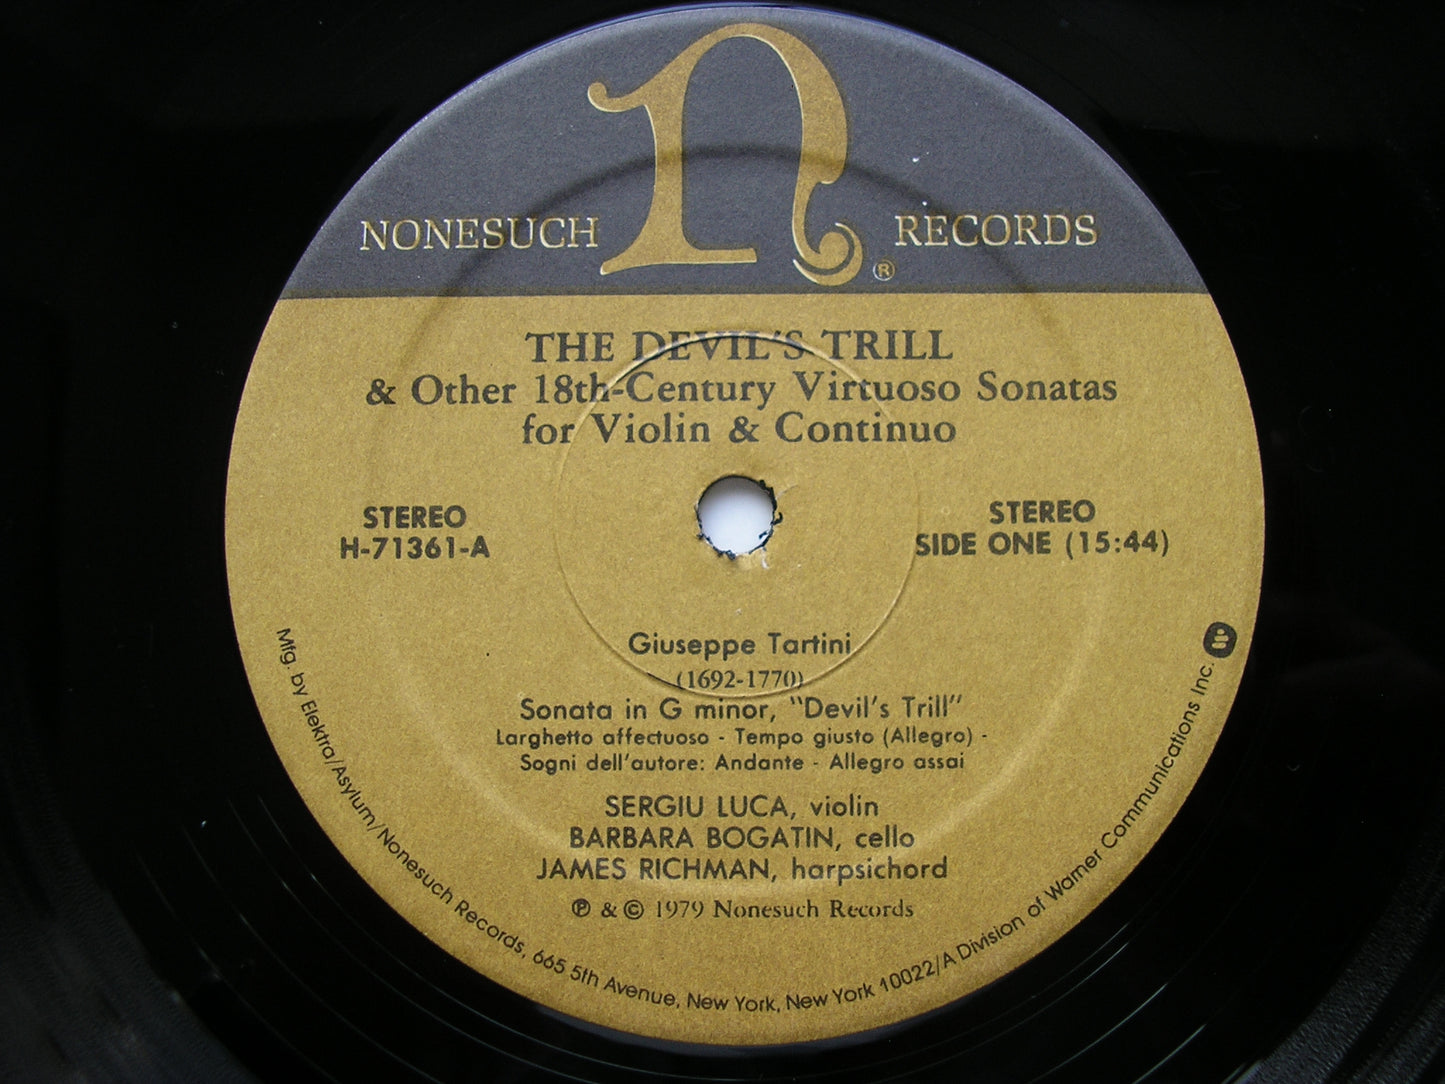 n
NONESUCH RECORDS ®
THE DEVIL'S TRILL
& Other 18th-Century Virtuoso Sonatas
for Violin & Continuo
STEREO
H-71361-A
STEREO
SIDE ONE (15:44)
Giuseppe Tartini
(1692-1770)
Sonata in G minor, "Devil's Trill"
Larghetto affectuoso - Tempo giusto (Allegro) -
Sogni dell'autore: Andante - Allegro assai
SERGIU LUCA, violin
BARBARA BOGATIN, cello
JAMES RICHMAN, harpsichord
℗ & © 1979 Nonesuch Records
Mfg. by Elektra/Asylum/Nonesuch Records, 665 5th Avenue, New York, New York 10022/A Division of Warner Communications Inc.